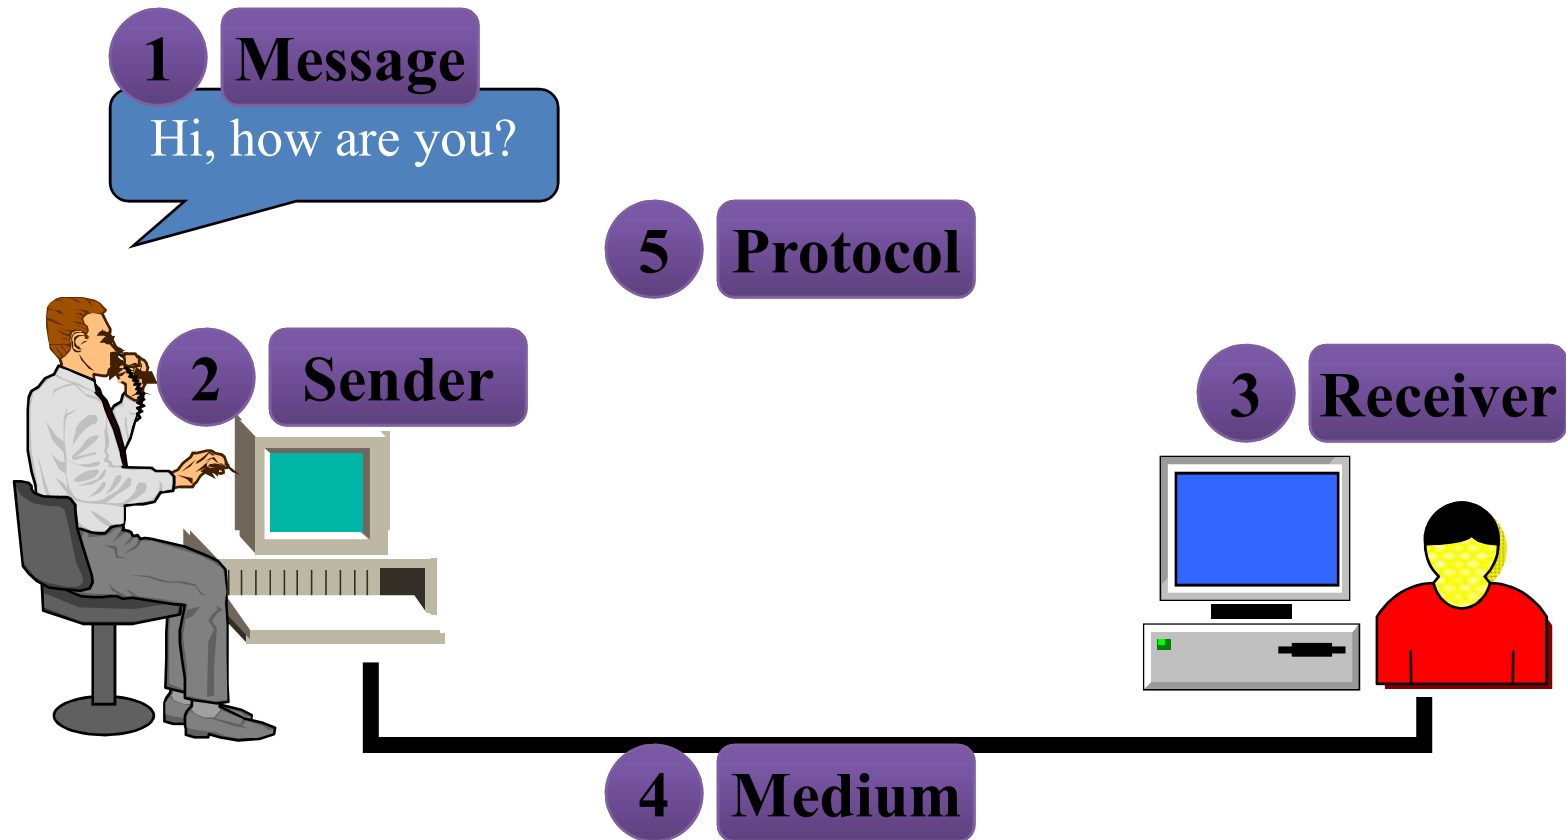 1 Message
Hi, how are you?
5 Protocol
2 Sender
3 Receiver
4 Medium